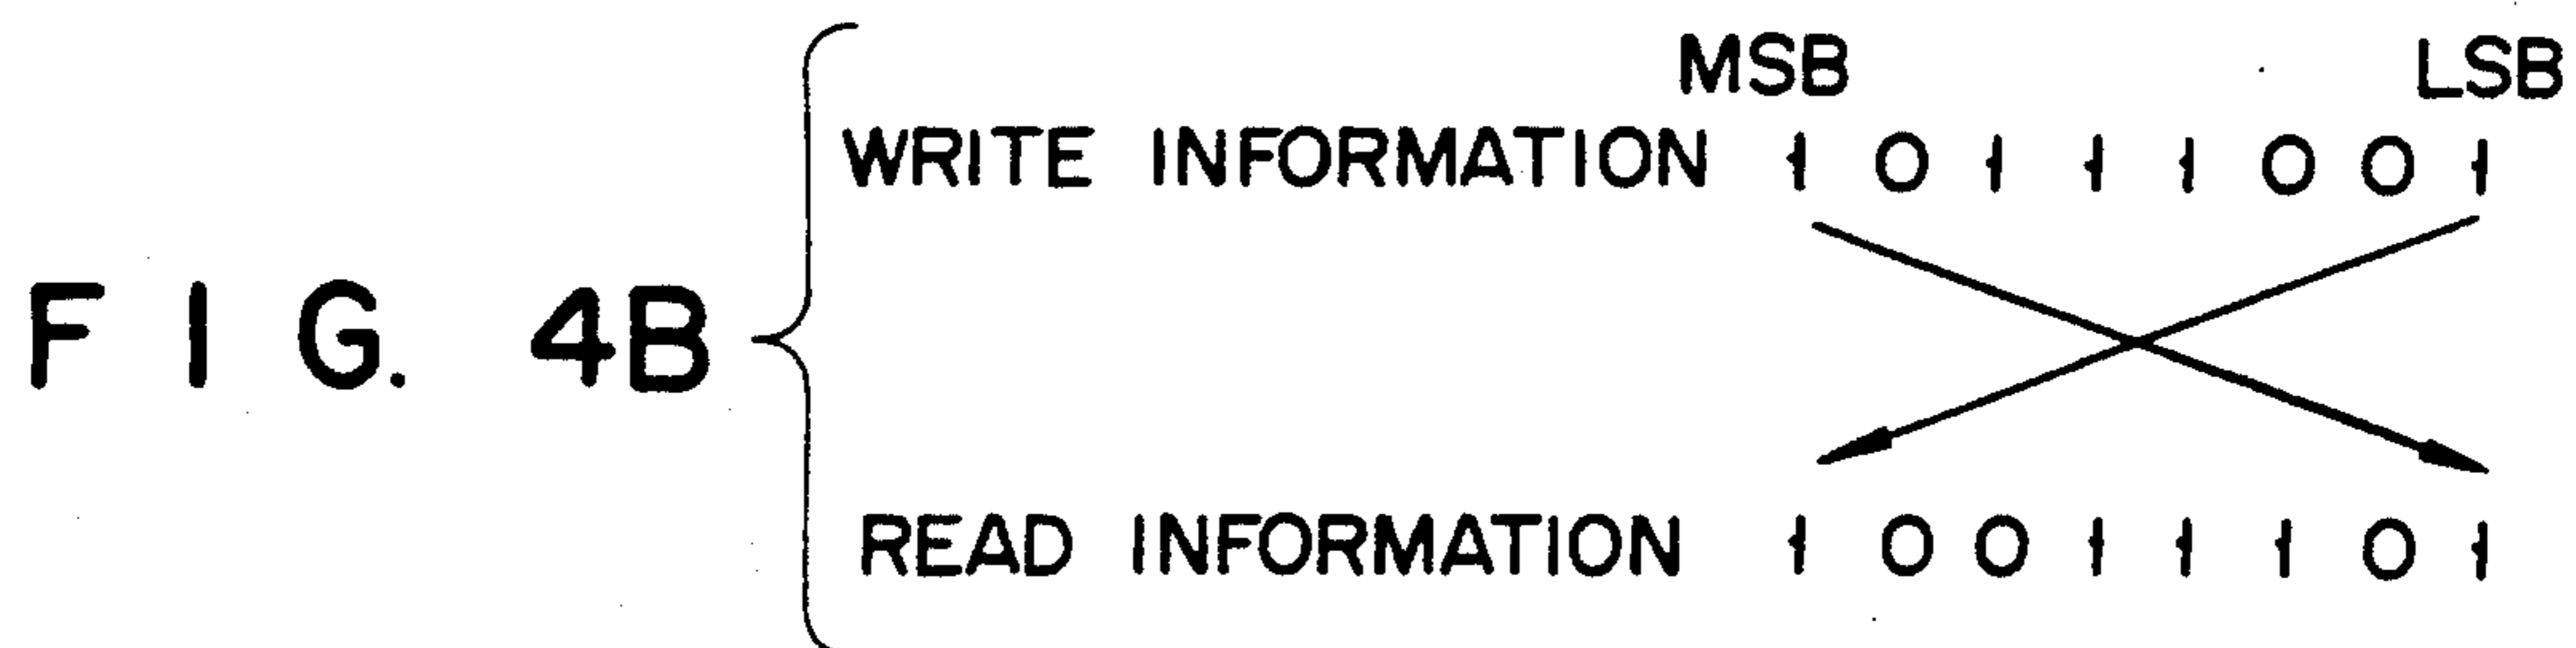 MSB LSB
WRITE INFORMATION 1 0 1 1 1 0 0 1
FIG. 4B
READ INFORMATION 1 0 0 1 1 1 0 1